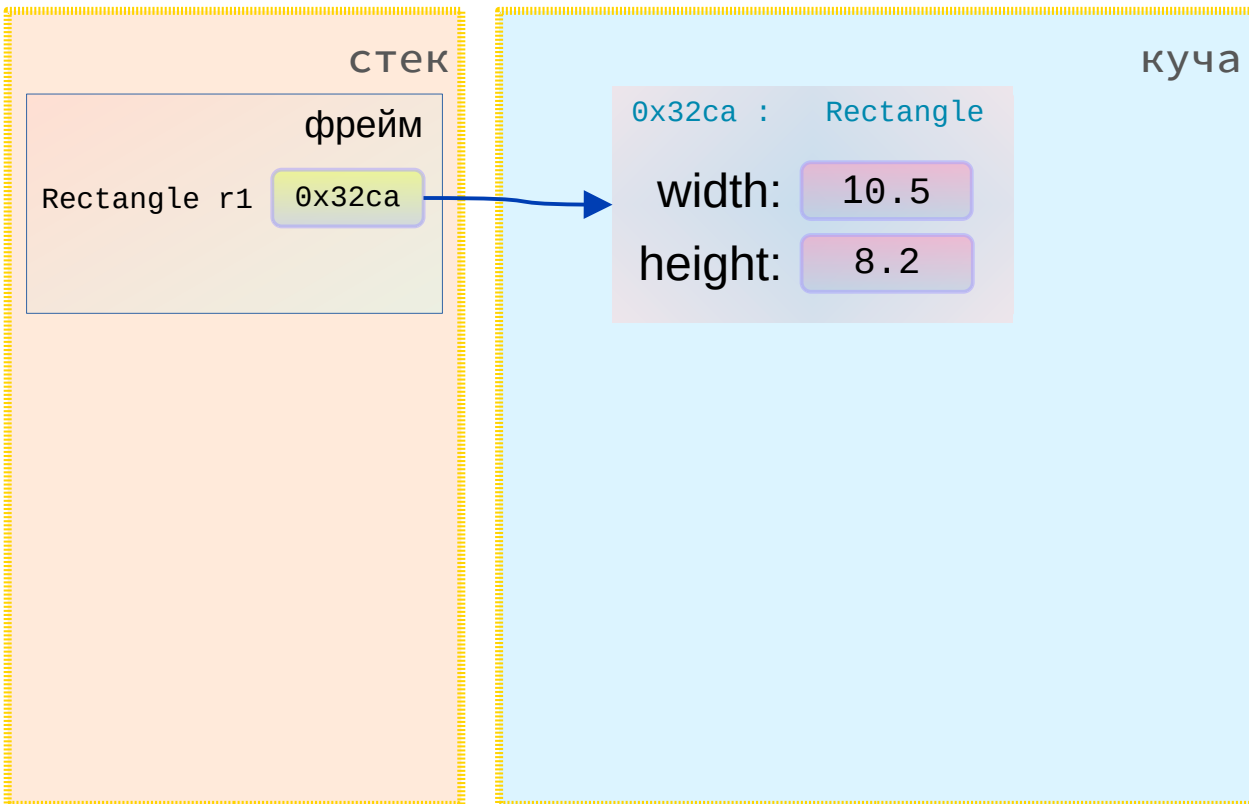 стек
фрейм
Rectangle r1 0x32ca
куча
0x32ca : Rectangle
width: 10.5
height: 8.2